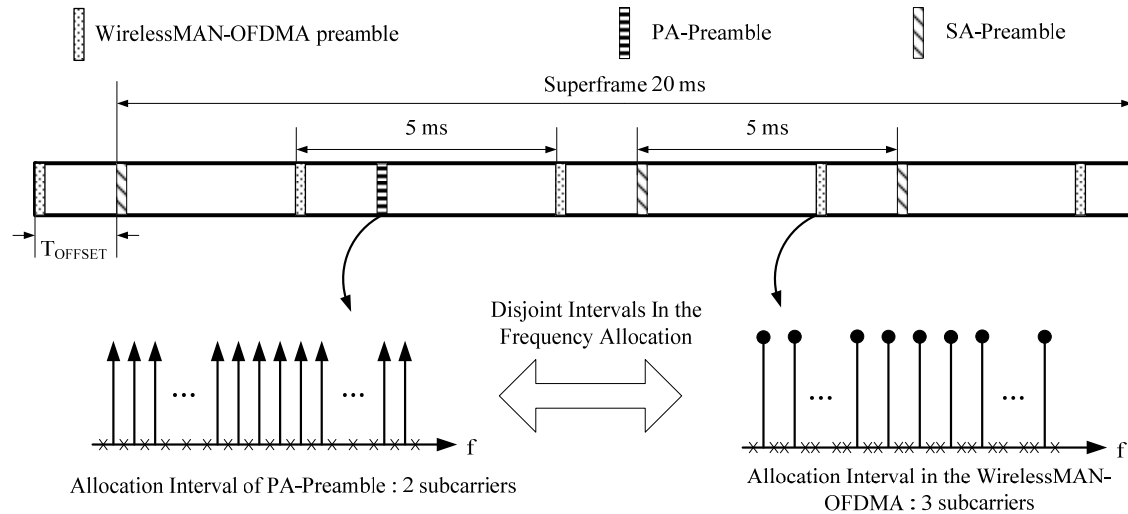 WirelessMAN-OFDMA preamble
PA-Preamble
SA-Preamble
Superframe 20 ms
5 ms
5 ms
TOFFSET
Disjoint Intervals In the
Frequency Allocation
...
...
f
...
...
f
Allocation Interval of PA-Preamble : 2 subcarriers
Allocation Interval in the WirelessMAN-
OFDMA : 3 subcarriers